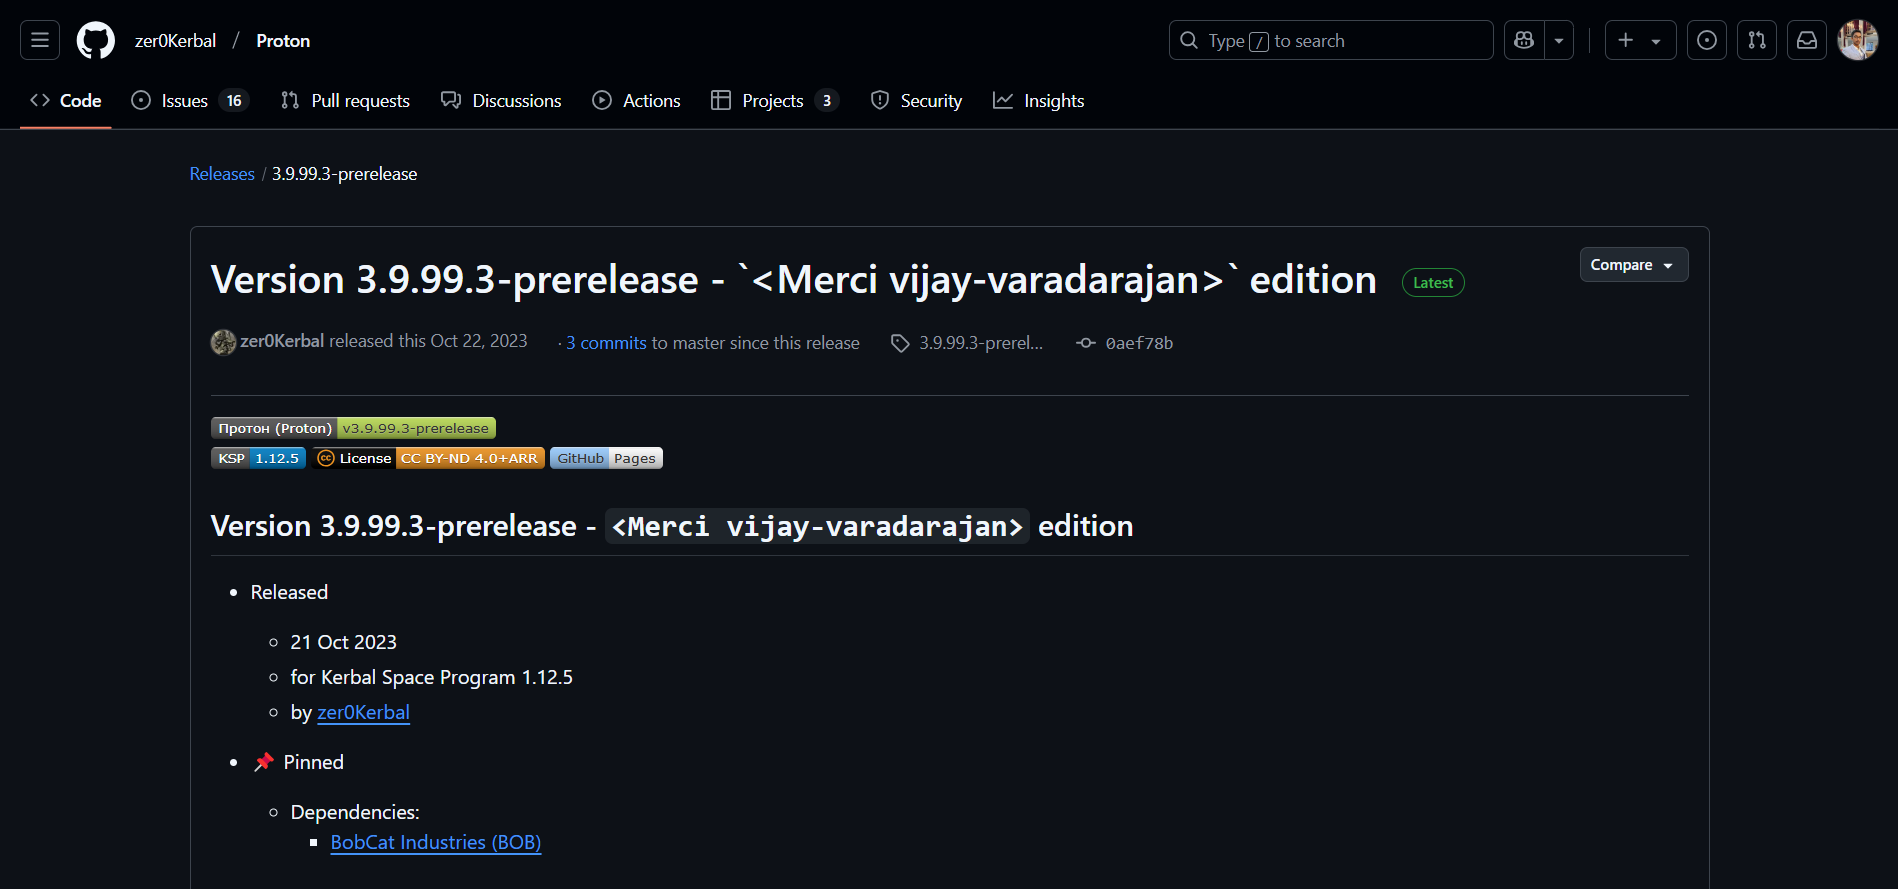 zer0Kerbal / Proton
Type / to search
Code
Issues 16
Pull requests
Discussions
Actions
Projects 3
Security
Insights
Releases / 3.9.99.3-prerelease
Version 3.9.99.3-prerelease - `<Merci vijay-varadarajan>` edition
Latest
Compare
zer0Kerbal released this Oct 22, 2023 · 3 commits to master since this release 3.9.99.3-prerel... 0aef78b
Протон (Proton) v3.9.99.3-prerelease
KSP 1.12.5 cc License CC BY-ND 4.0+ARR GitHub Pages
Version 3.9.99.3-prerelease - <Merci vijay-varadarajan> edition
Released
21 Oct 2023
for Kerbal Space Program 1.12.5
by zer0Kerbal
📌 Pinned
Dependencies:
BobCat Industries (BOB)